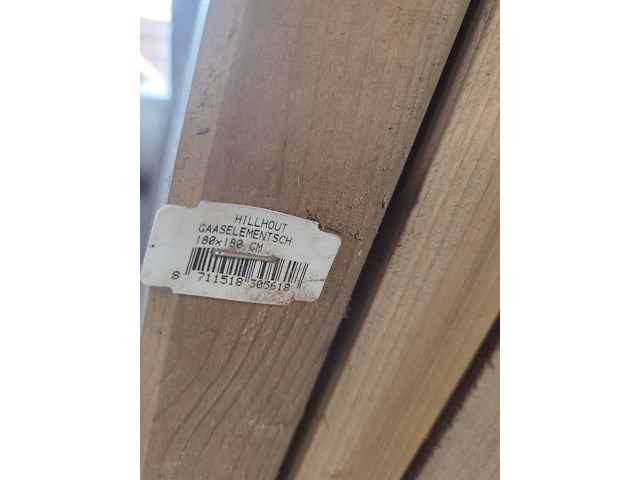 HILLHOUT
GAASELEMENTSCH
180x180 CM
8 711518 305618